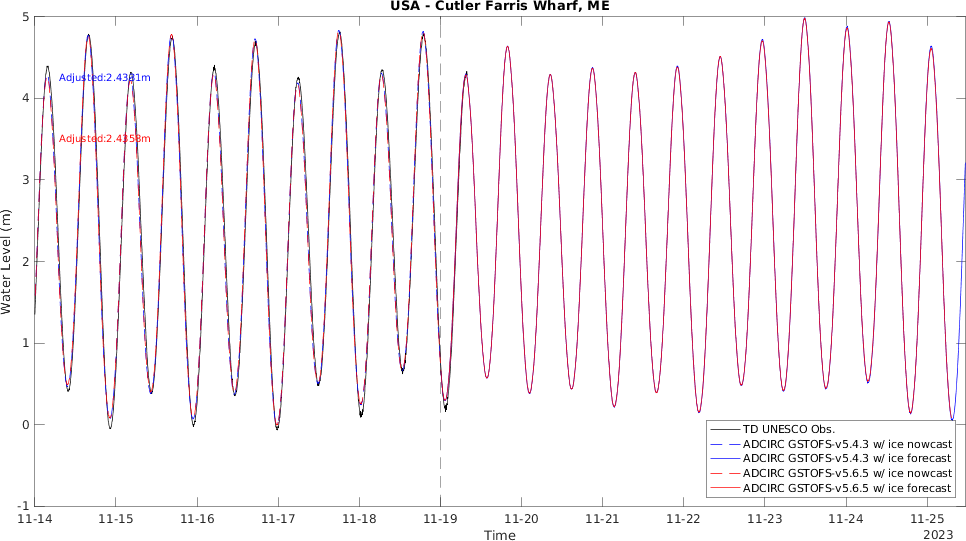 USA - Cutler Farris Wharf, ME
5
4
3
2
1
0
-1
Water Level (m)
Adjusted:2.4331m
Adjusted:2.4358m
TD UNESCO Obs.
ADCIRC GSTOFS-v5.4.3 w/ ice nowcast
ADCIRC GSTOFS-v5.4.3 w/ ice forecast
ADCIRC GSTOFS-v5.6.5 w/ ice nowcast
ADCIRC GSTOFS-v5.6.5 w/ ice forecast
11-14 11-15 11-16 11-17 11-18 11-19 11-20 11-21 11-22 11-23 11-24 11-25
Time
2023